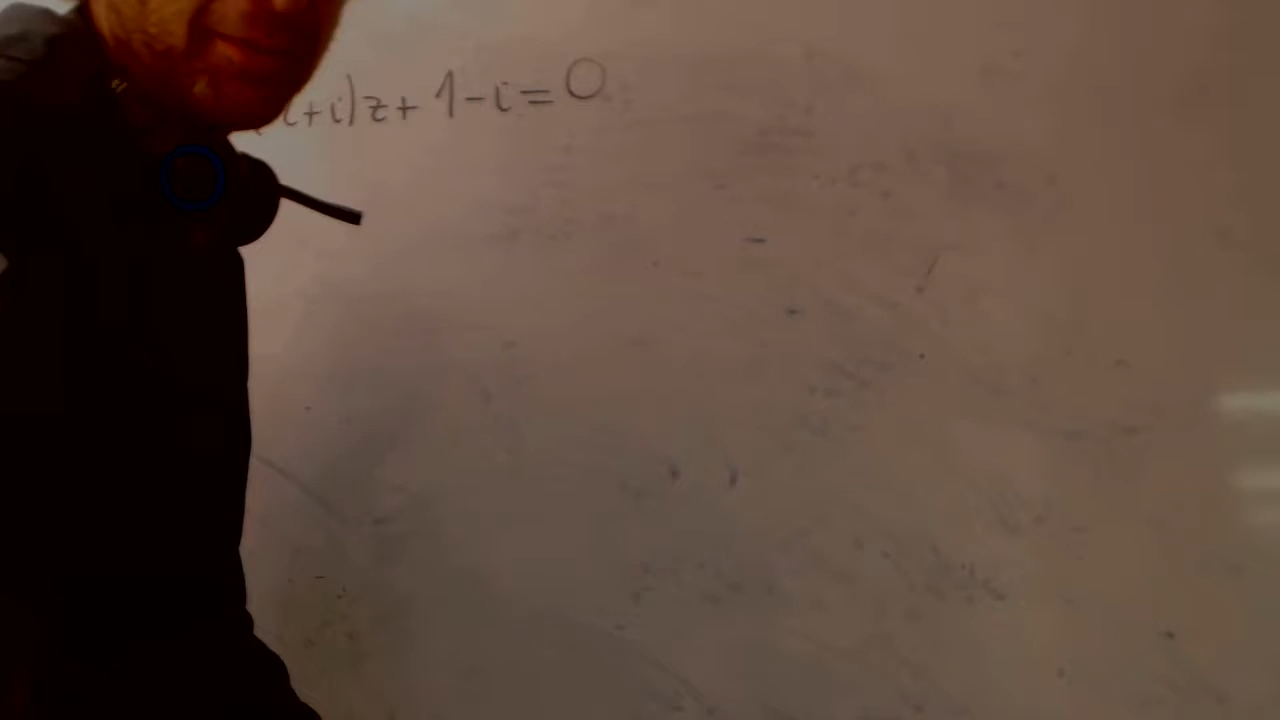 +i)z + 1-i = 0